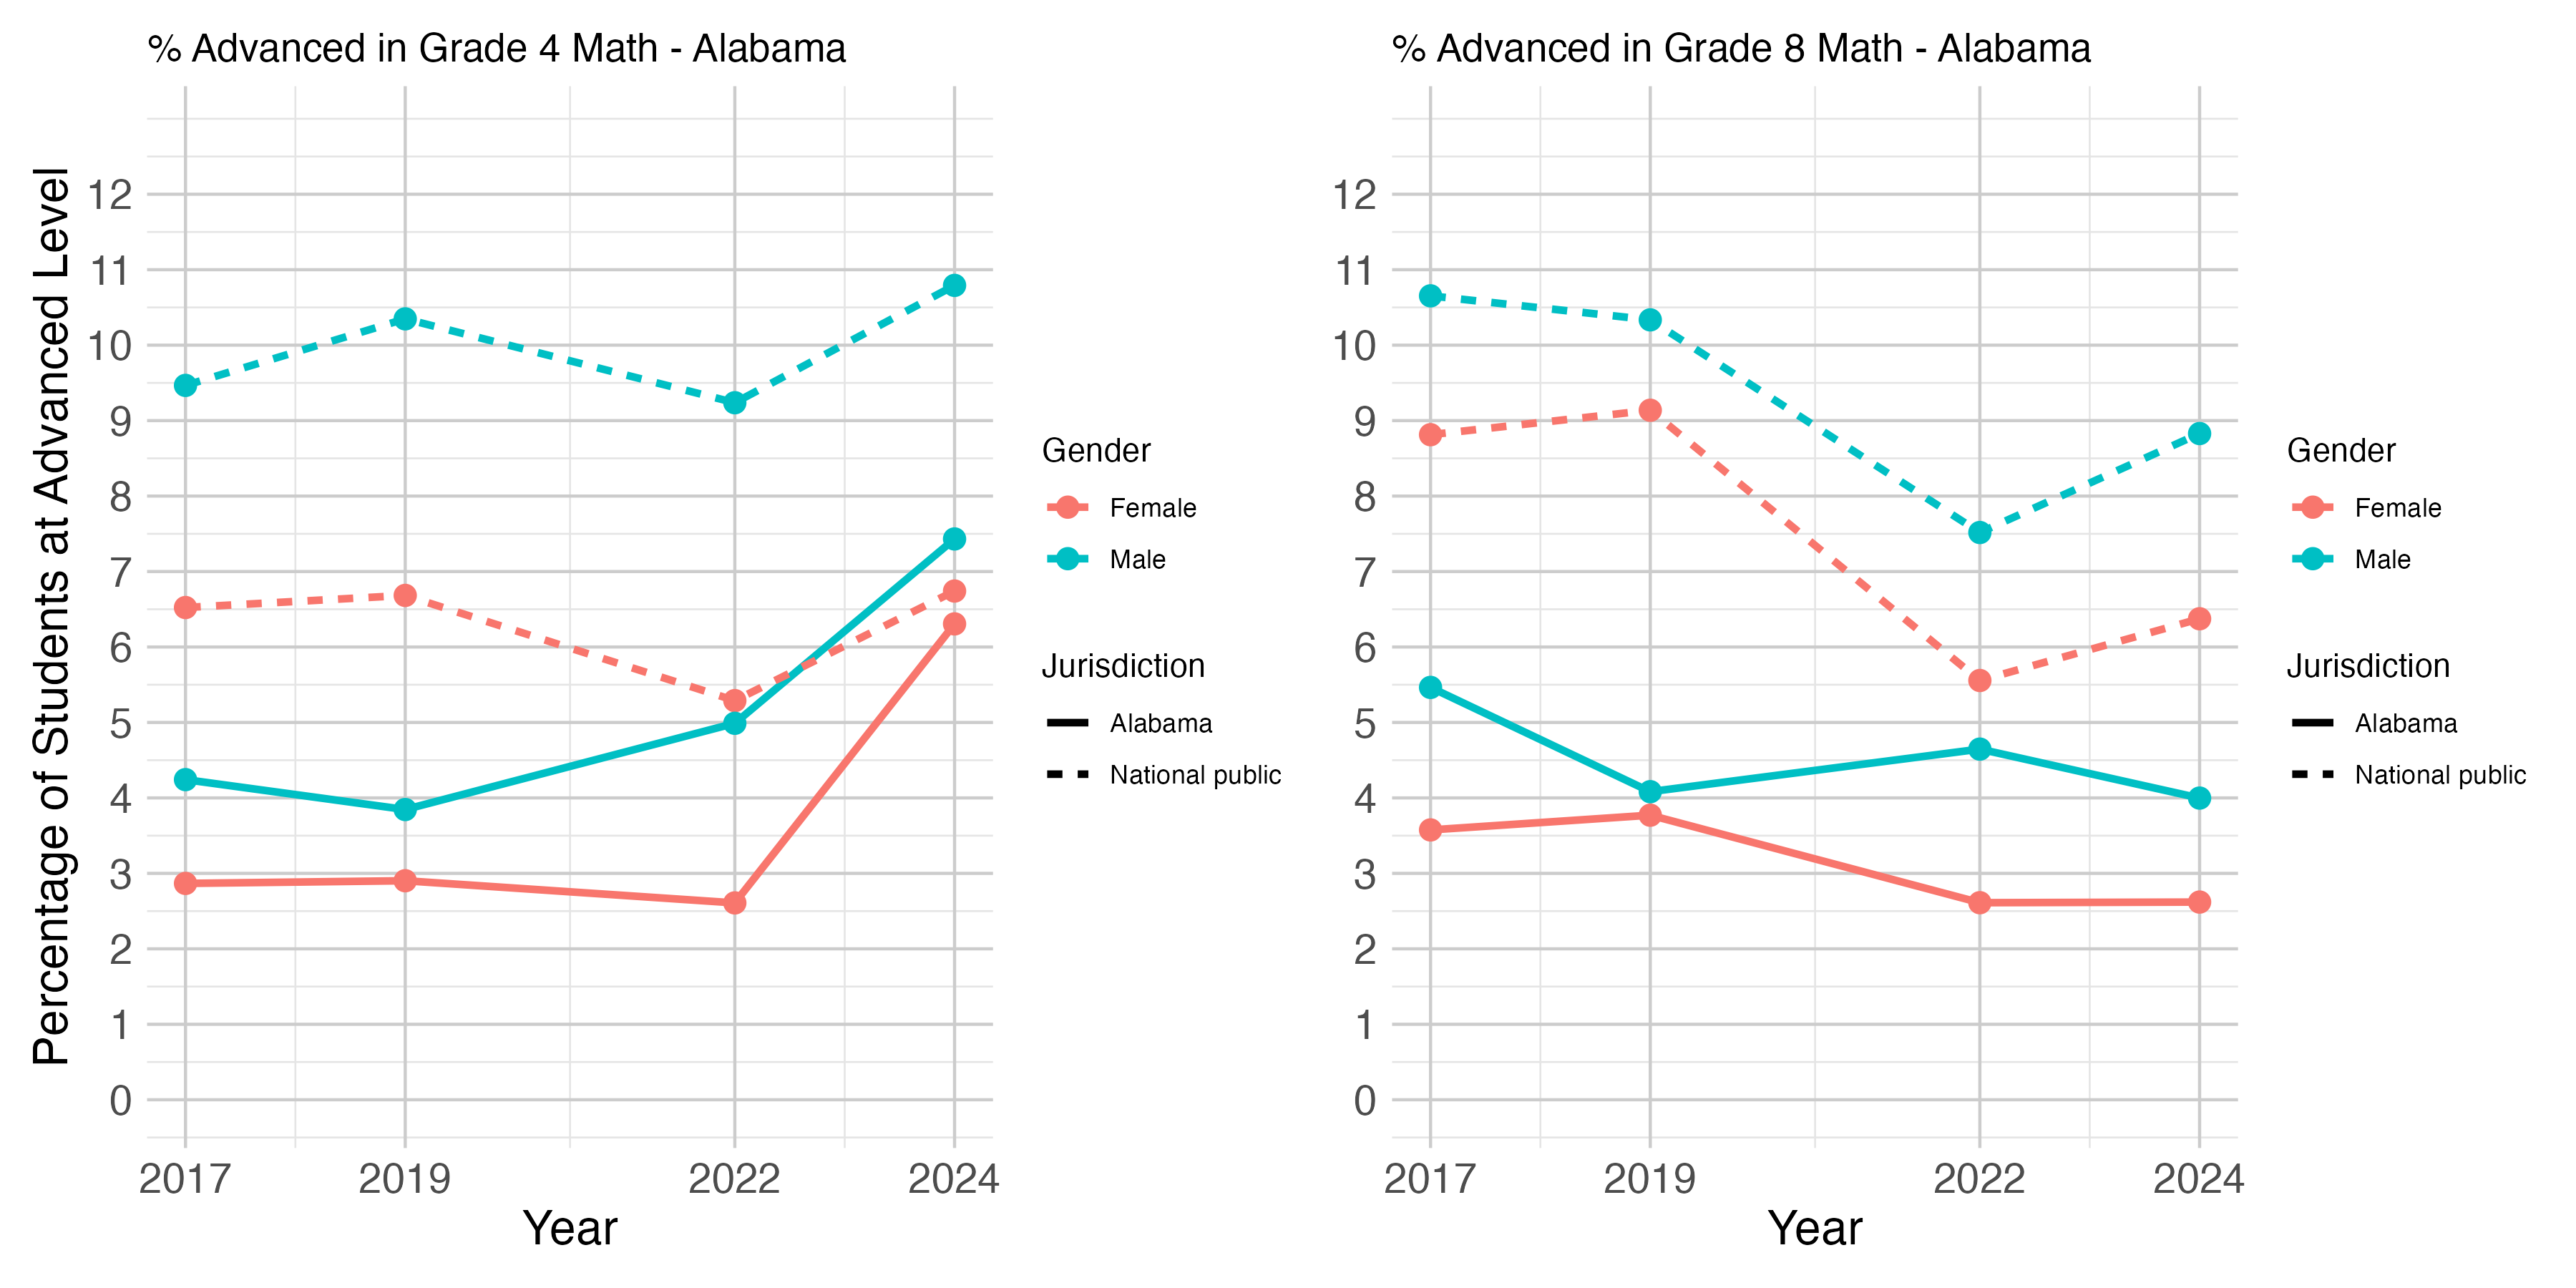 % Advanced in Grade 4 Math - Alabama
Percentage of Students at Advanced Level
12
11
10
9
8
7
6
5
4
3
2
1
0
2017 2019 2022 2024
Year
Gender
Female
Male
Jurisdiction
Alabama
National public
% Advanced in Grade 8 Math - Alabama
12
11
10
9
8
7
6
5
4
3
2
1
0
2017 2019 2022 2024
Year
Gender
Female
Male
Jurisdiction
Alabama
National public